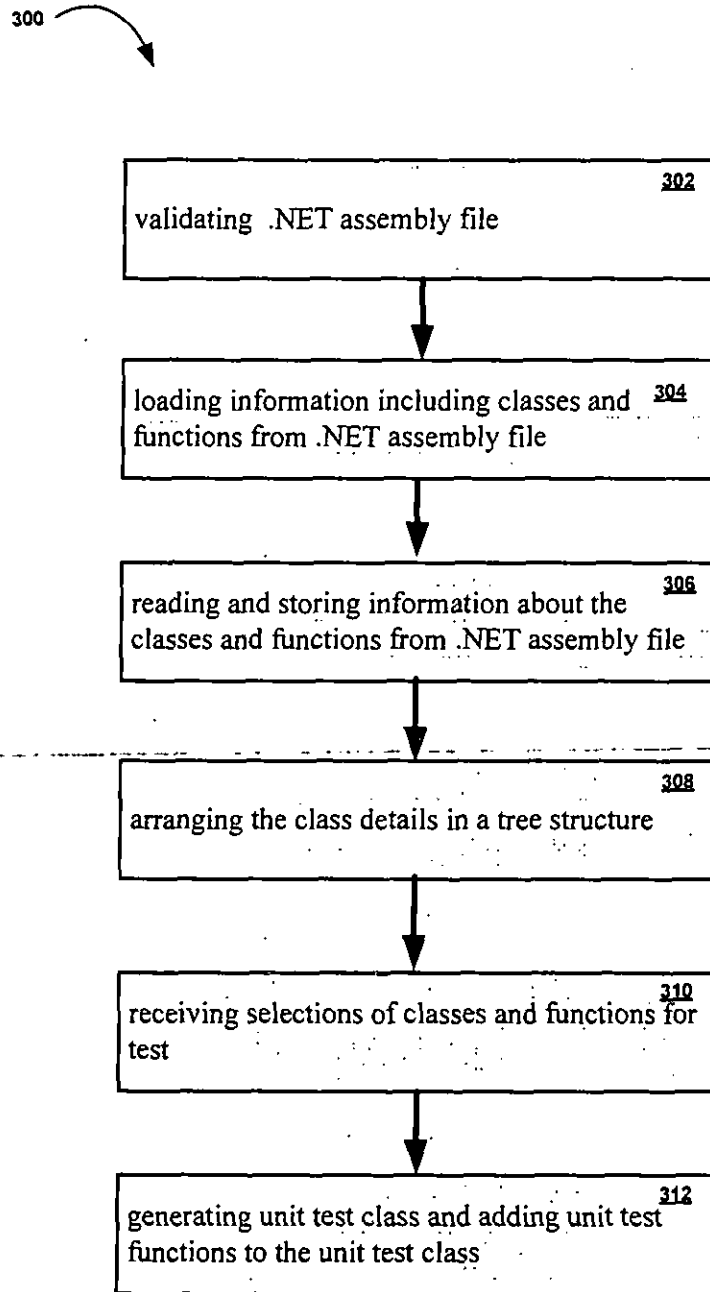 300
302
validating .NET assembly file
loading information including classes and 304
functions from .NET assembly file
306
reading and storing information about the
classes and functions from .NET assembly file
308
arranging the class details in a tree structure
310
receiving selections of classes and functions for
test
312
generating unit test class and adding unit test
functions to the unit test class